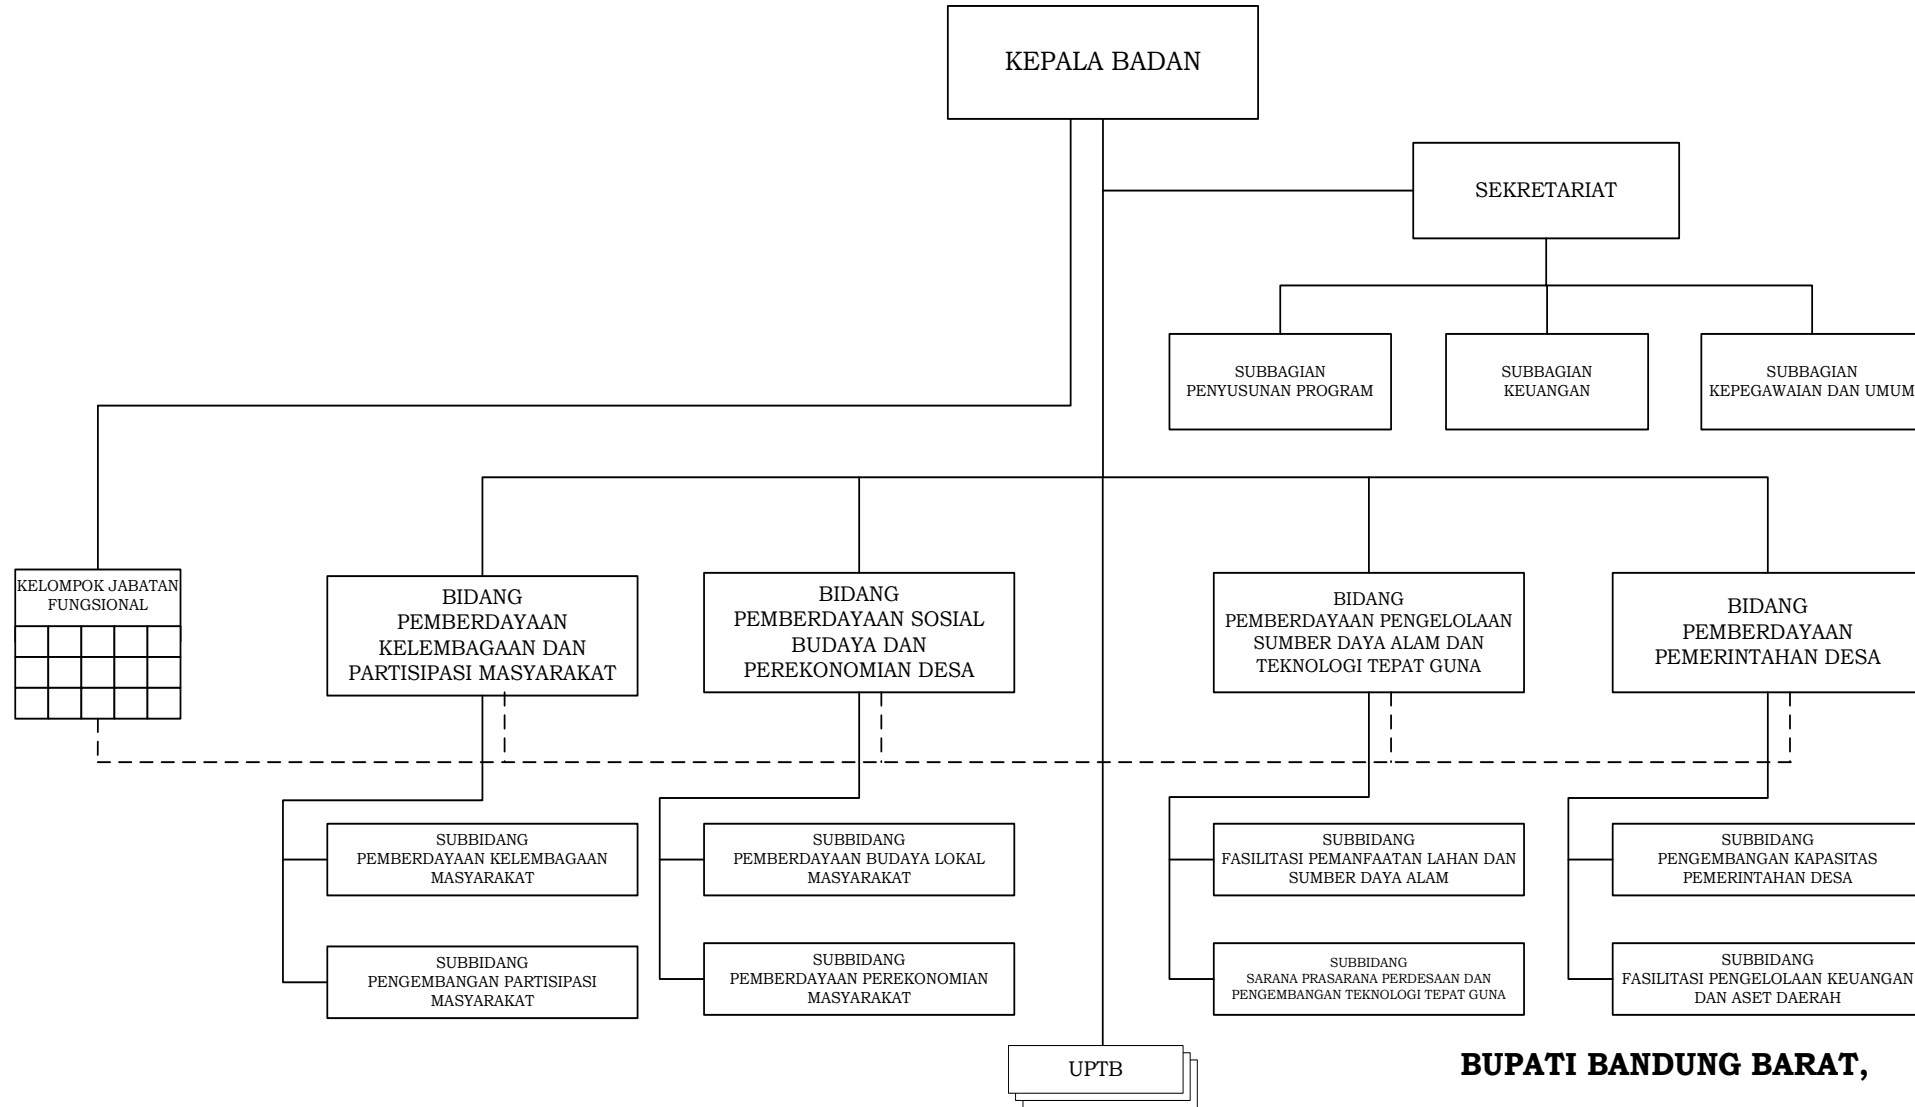 KEPALA BADAN
SEKRETARIAT
SUBBAGIAN
PENYUSUNAN PROGRAM
SUBBAGIAN
KEUANGAN
SUBBAGIAN
KEPEGAWAIAN DAN UMUM
KELOMPOK JABATAN
FUNGSIONAL
BIDANG
PEMBERDAYAAN
KELEMBAGAAN DAN
PARTISIPASI MASYARAKAT
BIDANG
PEMBERDAYAAN SOSIAL
BUDAYA DAN
PEREKONOMIAN DESA
BIDANG
PEMBERDAYAAN PENGELOLAAN
SUMBER DAYA ALAM DAN
TEKNOLOGI TEPAT GUNA
BIDANG
PEMBERDAYAAN
PEMERINTAHAN DESA
SUBBIDANG
PEMBERDAYAAN KELEMBAGAAN
MASYARAKAT
SUBBIDANG
PEMBERDAYAAN BUDAYA LOKAL
MASYARAKAT
SUBBIDANG
FASILITASI PEMANFAATAN LAHAN DAN
SUMBER DAYA ALAM
SUBBIDANG
PENGEMBANGAN KAPASITAS
PEMERINTAHAN DESA
SUBBIDANG
PENGEMBANGAN PARTISIPASI
MASYARAKAT
SUBBIDANG
PEMBERDAYAAN PEREKONOMIAN
MASYARAKAT
SUBBIDANG
SARANA PRASARANA PERDESAAN DAN
PENGEMBANGAN TEKNOLOGI TEPAT GUNA
SUBBIDANG
FASILITASI PENGELOLAAN KEUANGAN
DAN ASET DAERAH
UPTB
BUPATI BANDUNG BARAT,